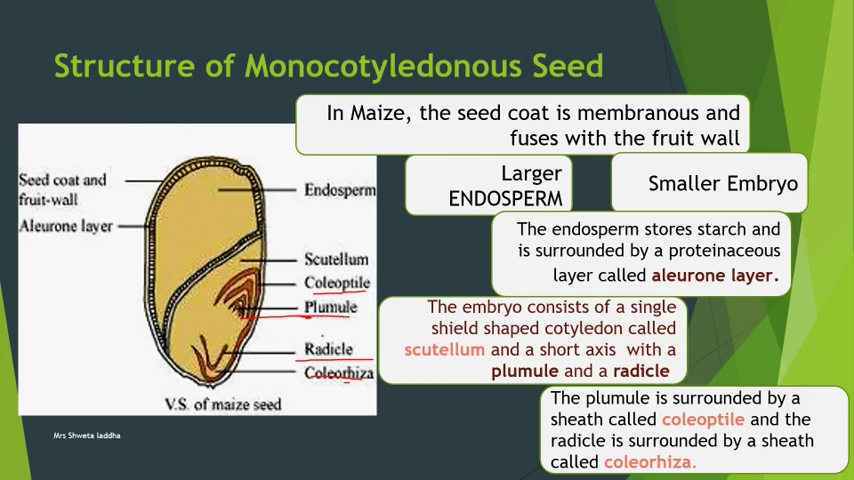 Structure of Monocotyledonous Seed
In Maize, the seed coat is membranous and
fuses with the fruit wall
Larger
ENDOSPERM
Smaller Embryo
Seed coat and
fruit-wall
Aleurone layer
Endosperm
Scutellum
Coleoptile
Plumule
Radicle
Coleorhiza
V.S. of maize seed
The endosperm stores starch and
is surrounded by a proteinaceous
layer called aleurone layer.
The embryo consists of a single
shield shaped cotyledon called
scutellum and a short axis with a
plumule and a radicle
The plumule is surrounded by a
sheath called coleoptile and the
radicle is surrounded by a sheath
called coleorhiza.
Mrs Shweta laddha